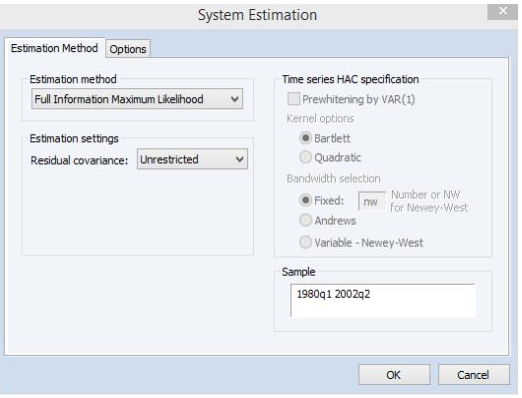 System Estimation
Estimation Method
Options
Estimation method
Full Information Maximum Likelihood
Estimation settings
Residual covariance: Unrestricted
Time series HAC specification
Prewhitening by VAR(1)
Kernel options
Bartlett
Quadratic
Bandwidth selection
Fixed: nw Number or NW
for Newey-West
Andrews
Variable - Newey-West
Sample
1980q1 2002q2
OK
Cancel